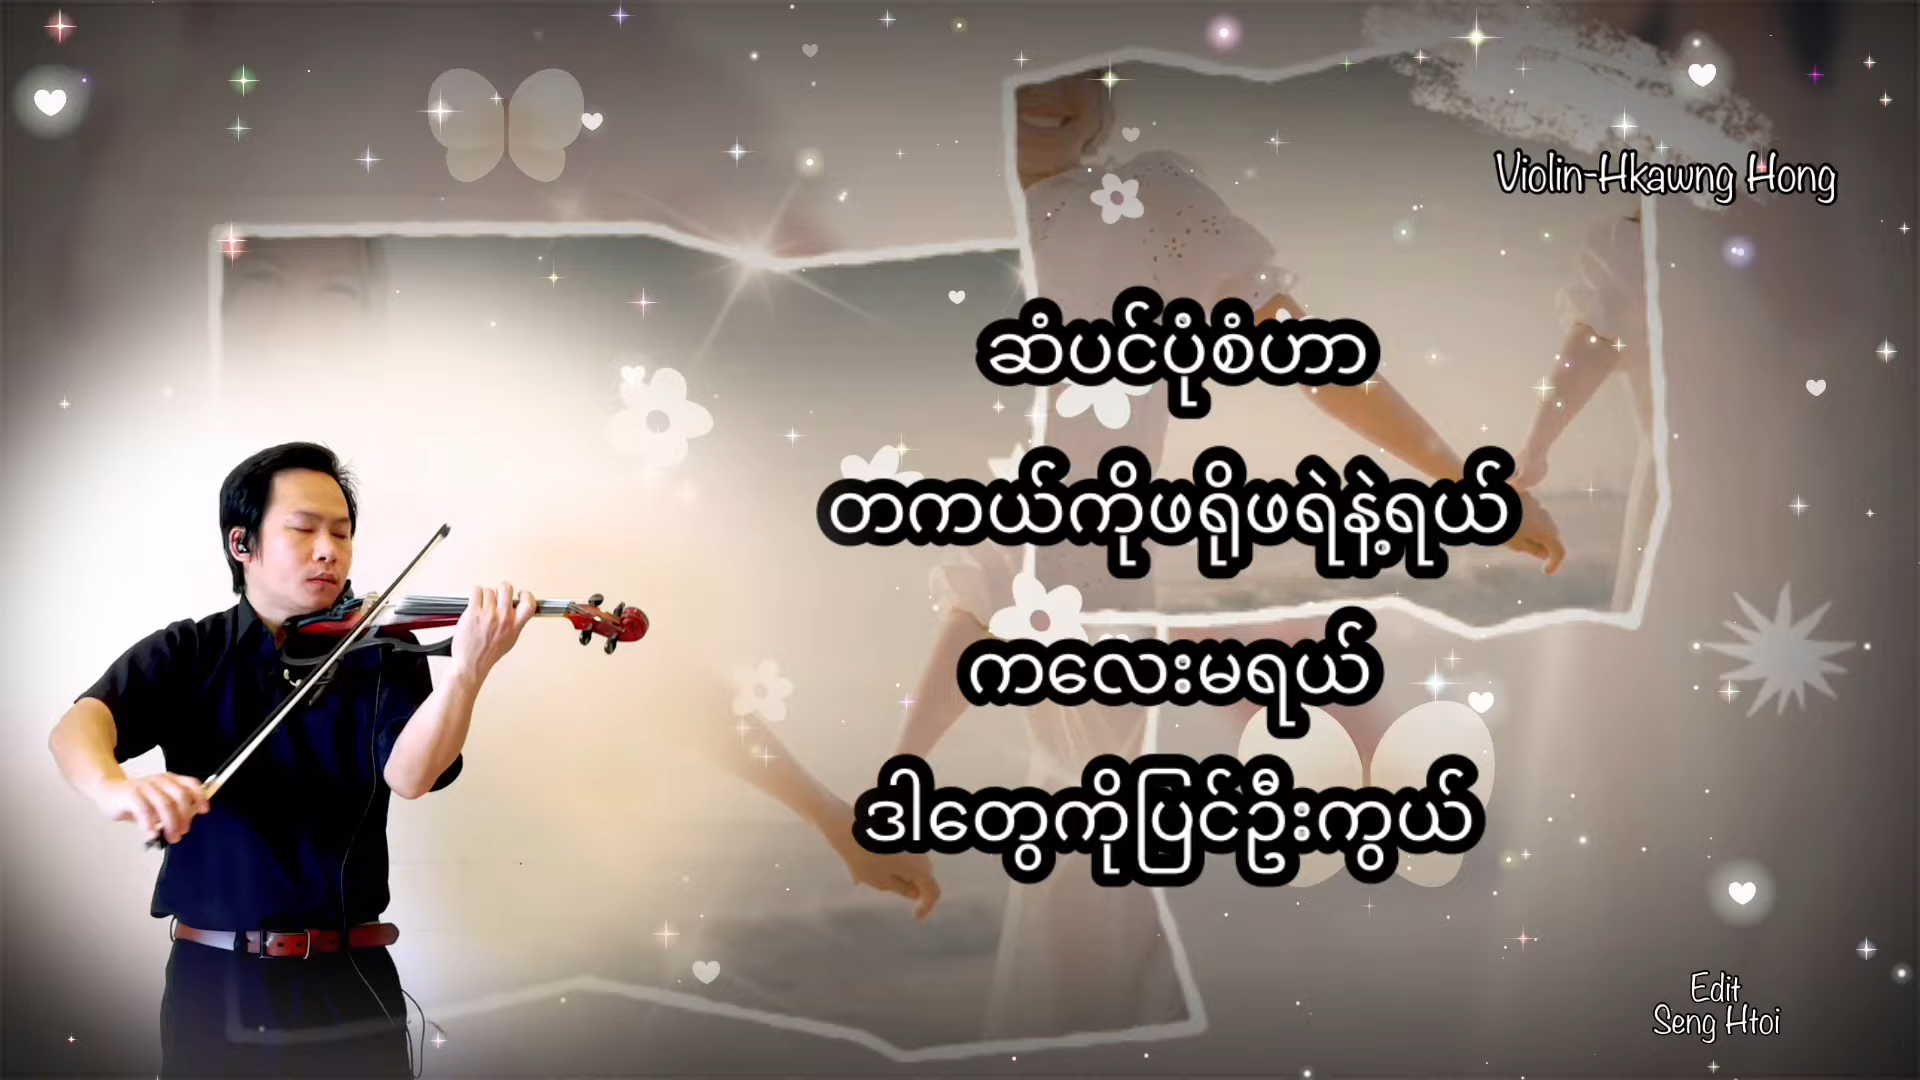 Violin-Hkawng Hong
ဆံပင်ပုံစံဟာ
တကယ်ကိုဖရိုဖရဲနဲ့ရယ်
ကလေးမရယ်
ဒါတွေကိုပြင်ဦးကွယ်
Edit
Seng Htoi